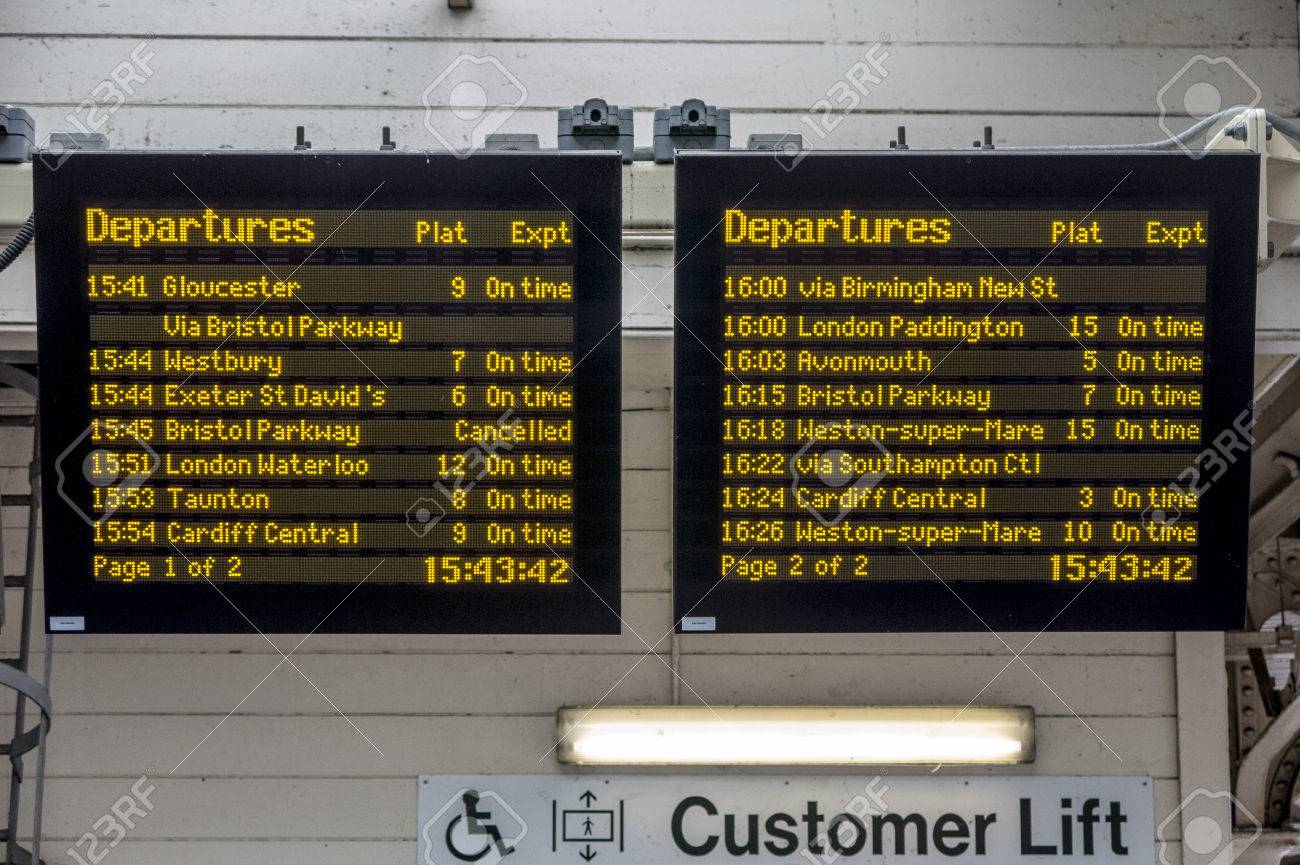 Departures Plat Expt
15:41 Gloucester 9 On time
Via Bristol Parkway
15:44 Westbury 7 On time
15:44 Exeter St David's 6 On time
15:45 Bristol Parkway Cancelled
15:51 London Waterloo 12 On time
15:53 Taunton 8 On time
15:54 Cardiff Central 9 On time
Page 1 of 2 15:43:42
Departures Plat Expt
16:00 via Birmingham New St
16:00 London Paddington 15 On time
16:03 Avonmouth 5 On time
16:15 Bristol Parkway 7 On time
16:18 Weston-super-Mare 15 On time
16:22 via Southampton Ctl
16:24 Cardiff Central 3 On time
16:26 Weston-super-Mare 10 On time
Page 2 of 2 15:43:42
Customer Lift
123RF
123RF
123RF
123RF
123RF
123RF
123RF